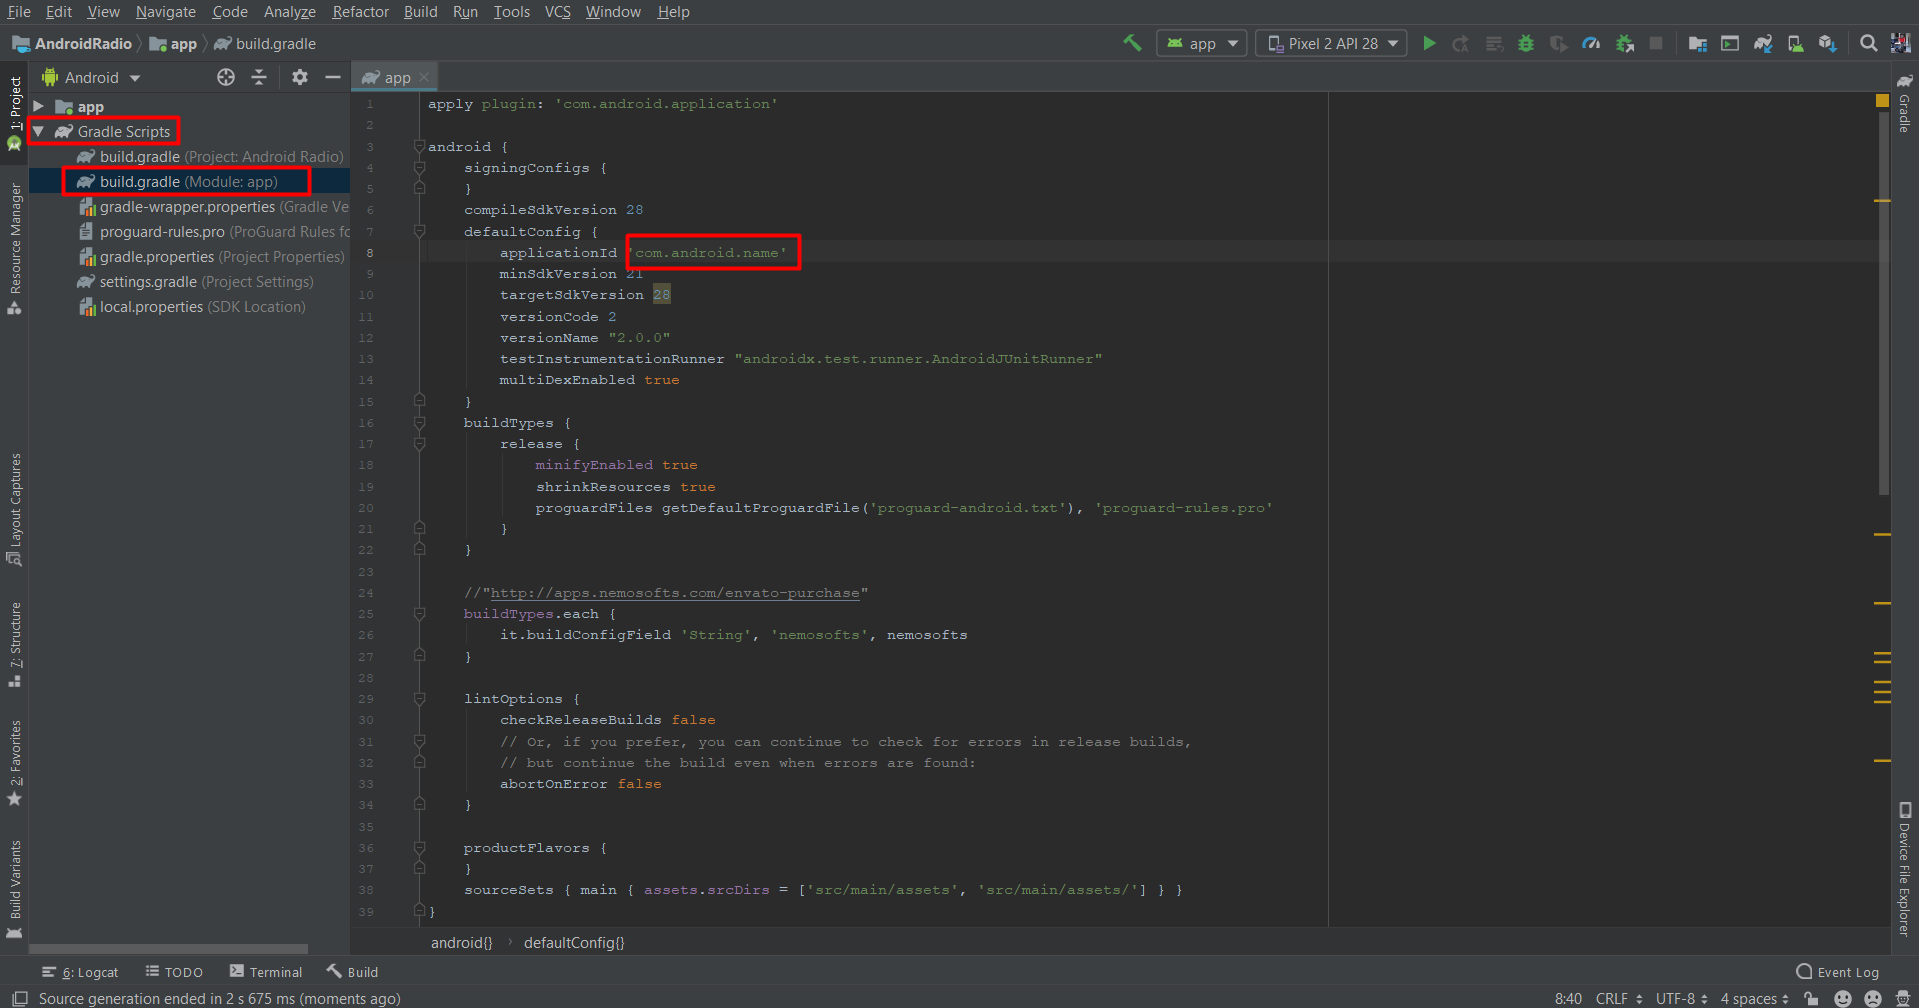 File Edit View Navigate Code Analyze Refactor Build Run Tools VCS Window Help
AndroidRadio app build.gradle app Pixel 2 API 28
Android
app
1: Project
Resource Manager
Layout Captures
7: Structure
2: Favorites
Build Variants
app
Gradle Scripts
build.gradle (Project: Android Radio)
build.gradle (Module: app)
gradle-wrapper.properties (Gradle Ve
proguard-rules.pro (ProGuard Rules fo
gradle.properties (Project Properties)
settings.gradle (Project Settings)
local.properties (SDK Location)
1 apply plugin: 'com.android.application'
2
3 android {
4 signingConfigs {
5 }
6 compileSdkVersion 28
7 defaultConfig {
8 applicationId 'com.android.name'
9 minSdkVersion 21
10 targetSdkVersion 28
11 versionCode 2
12 versionName "2.0.0"
13 testInstrumentationRunner "androidx.test.runner.AndroidJUnitRunner"
14 multiDexEnabled true
15 }
16 buildTypes {
17 release {
18 minifyEnabled true
19 shrinkResources true
20 proguardFiles getDefaultProguardFile('proguard-android.txt'), 'proguard-rules.pro'
21 }
22 }
23
24 //"http://apps.nemosofts.com/envato-purchase"
25 buildTypes.each {
26 it.buildConfigField 'String', 'nemosofts', nemosofts
27 }
28
29 lintOptions {
30 checkReleaseBuilds false
31 // Or, if you prefer, you can continue to check for errors in release builds,
32 // but continue the build even when errors are found:
33 abortOnError false
34 }
35
36 productFlavors {
37 }
38 sourceSets { main { assets.srcDirs = ['src/main/assets', 'src/main/assets/'] } }
39 }
android{} › defaultConfig{}
Gradle
Device File Explorer
6: Logcat TODO Terminal Build Event Log
Source generation ended in 2 s 675 ms (moments ago) 8:40 CRLF UTF-8 4 spaces